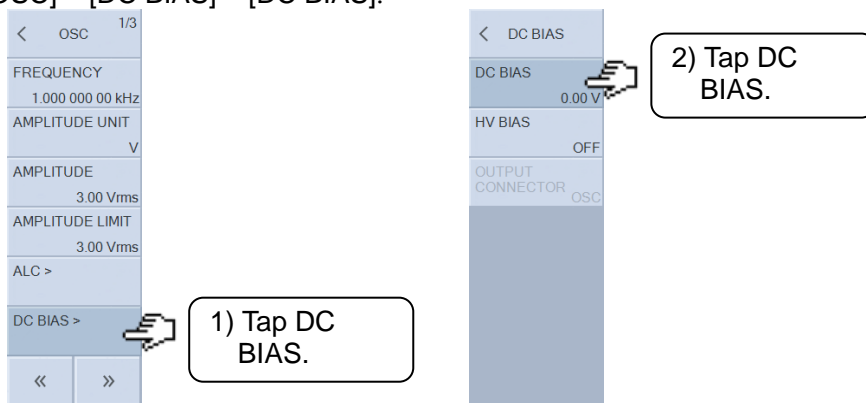 [DC BIAS] [DC BIAS].
< OSC 1/3
FREQUENCY
1.000 000 00 kHz
AMPLITUDE UNIT
V
AMPLITUDE
3.00 Vrms
AMPLITUDE LIMIT
3.00 Vrms
ALC >
DC BIAS >
« »
1) Tap DC
BIAS.
< DC BIAS
DC BIAS
0.00 V
HV BIAS
OFF
OUTPUT
CONNECTOR
OSC
2) Tap DC
BIAS.